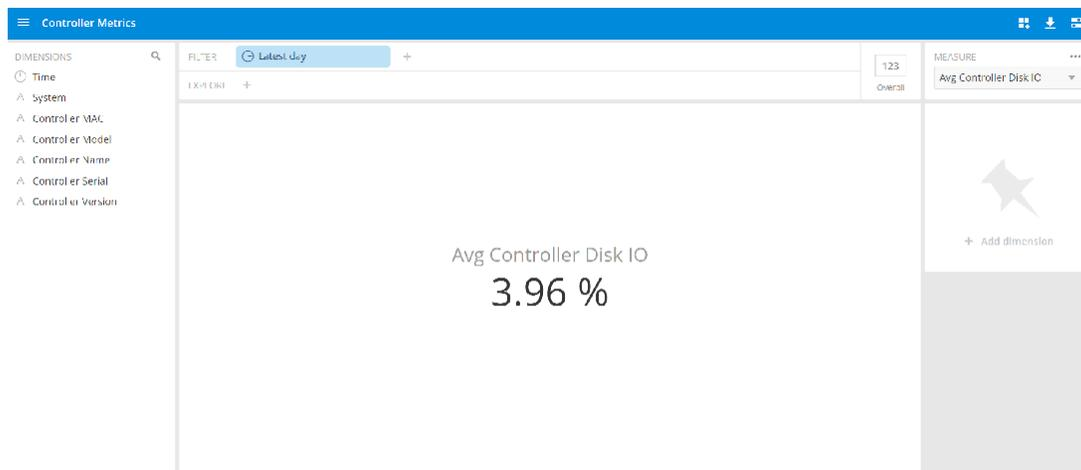 Controller Metrics
DIMENSIONS
Time
System
Controller MAC
Controller Model
Controller Name
Controller Serial
Controller Version
FILTER
Latest day
+
EXPLORE
+
123
Overall
MEASURE
...
Avg Controller Disk IO
Avg Controller Disk IO
3.96 %
+ Add dimension